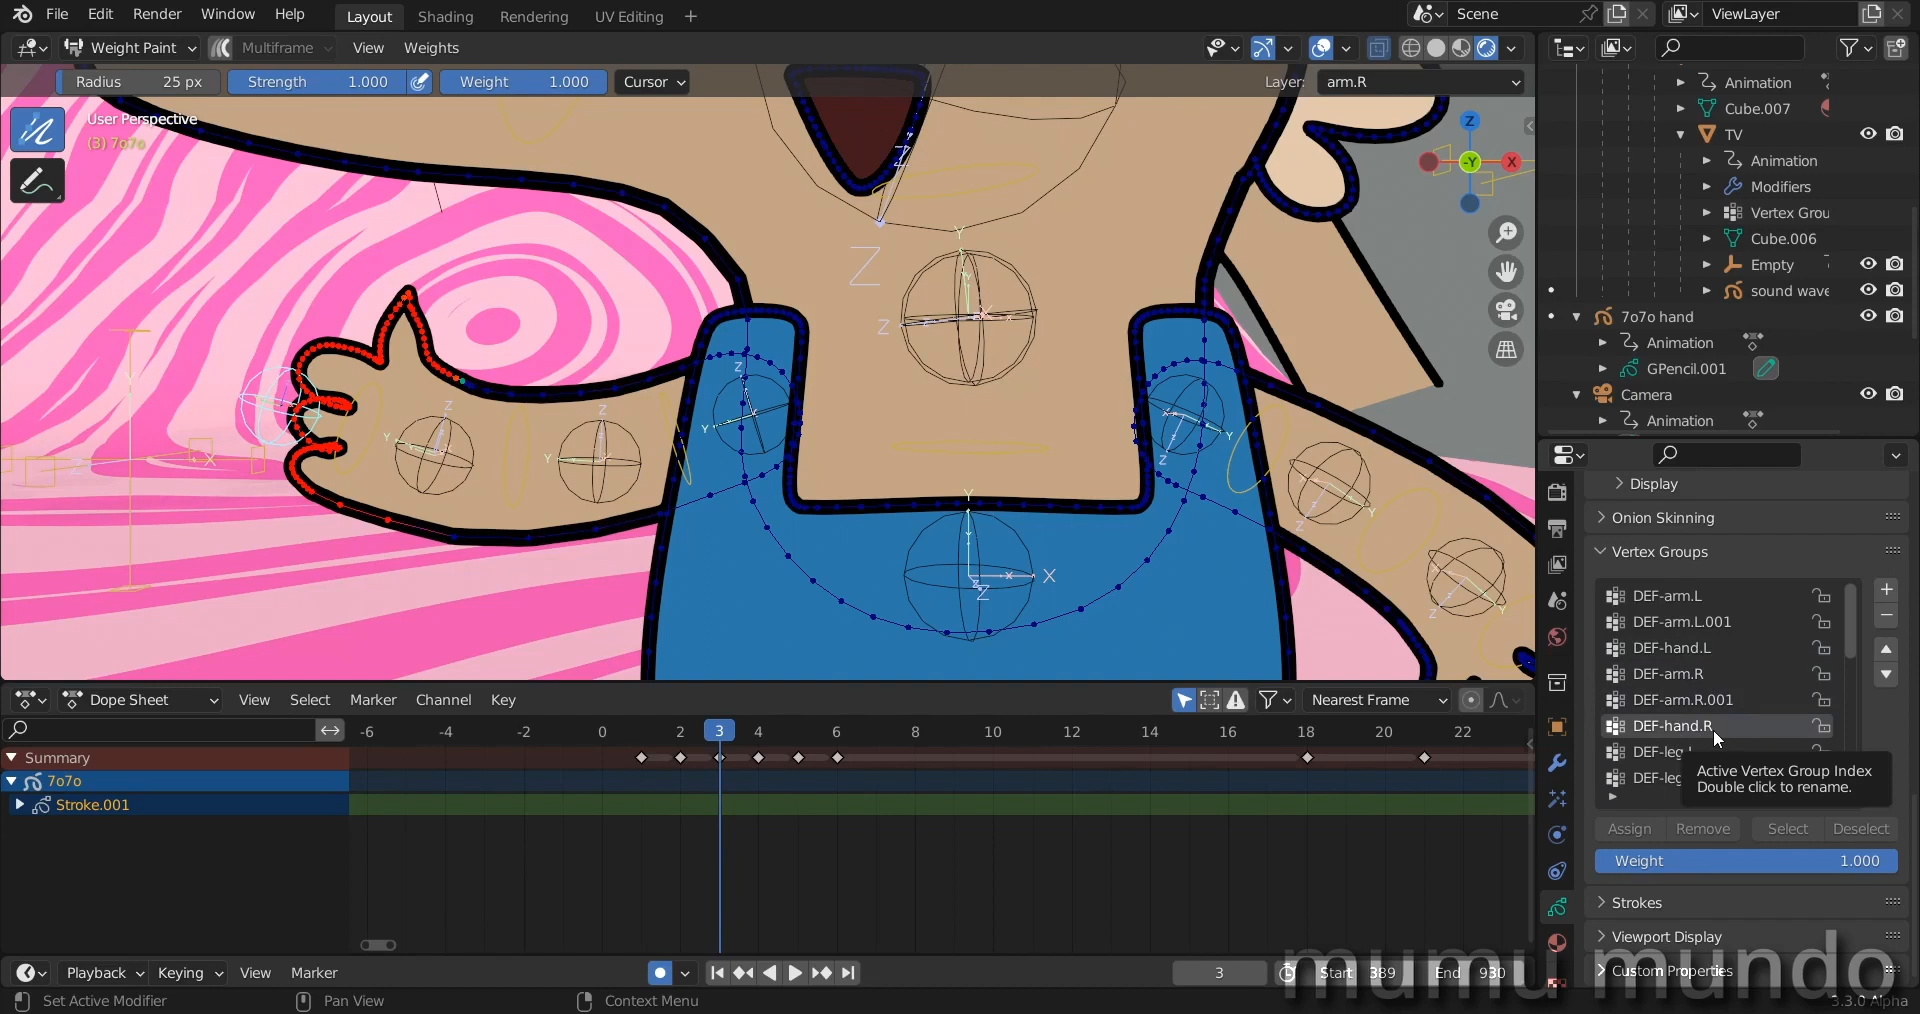 File Edit Render Window Help Layout Shading Rendering UV Editing + Scene ViewLayer
Weight Paint Multiframe View Weights
Radius 25 px Strength 1.000 Weight 1.000 Cursor Layer: arm.R
User Perspective
(3) 7o7o
Z
-Y
X
Z
Z
Y
Y
Z
X
Z
Y
Z
Y
Z
Y
Y
Z
Z
Y
Z
Y
Y
X
X
Z
Z
X
Animation
Cube.007
TV
Animation
Modifiers
Vertex Grou
Cube.006
Empty
sound wave
7o7o hand
Animation
GPencil.001
Camera
Animation
Display
Onion Skinning
Vertex Groups
DEF-arm.L
DEF-arm.L.001
DEF-hand.L
DEF-arm.R
DEF-arm.R.001
DEF-hand.R
DEF-leg.L
DEF-leg
Active Vertex Group Index
Double click to rename.
Assign Remove Select Deselect
Weight 1.000
Strokes
Viewport Display
Custom Properties
Dope Sheet View Select Marker Channel Key Nearest Frame
-6 -4 -2 0 2 3 4 6 8 10 12 14 16 18 20 22
Summary
7o7o
Stroke.001
Playback Keying View Marker 3 Start 389 End 930
mumu mundo
Set Active Modifier Pan View Context Menu 3.3.0 Alpha